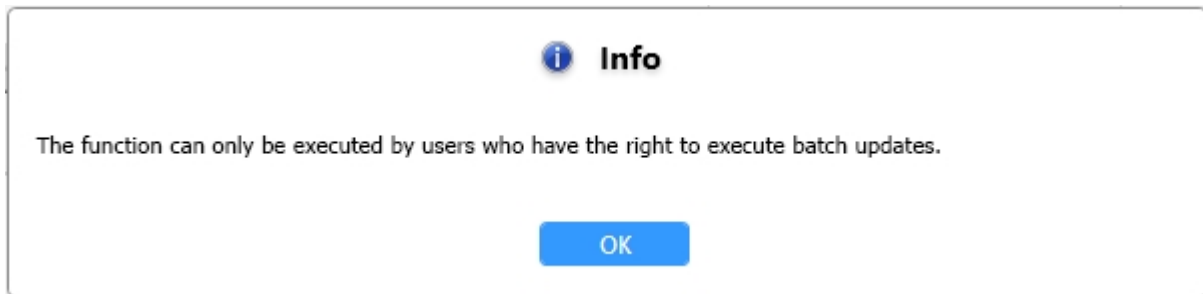 Info
The function can only be executed by users who have the right to execute batch updates.
OK